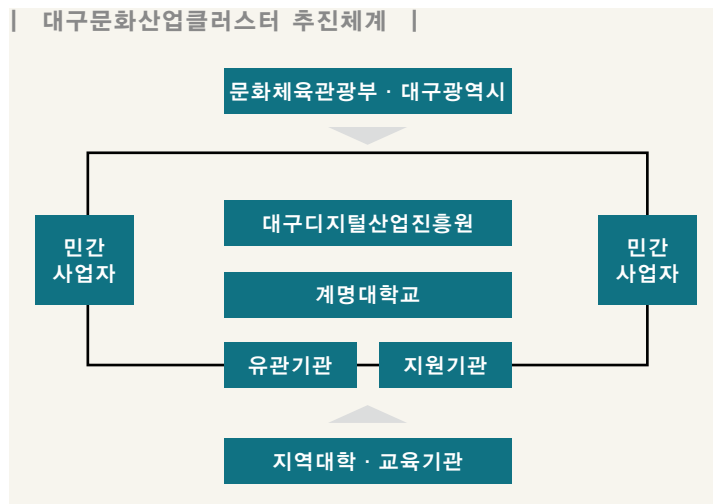 | 대구문화산업클러스터 추진체계 |
문화체육관광부 · 대구광역시
대구디지털산업진흥원
민간
사업자
민간
사업자
계명대학교
유관기관
지원기관
지역대학 · 교육기관